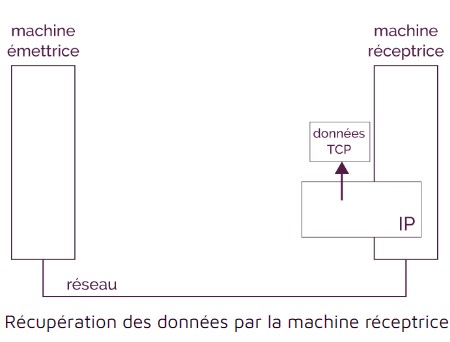 machine
émettrice
machine
réceptrice
données
TCP
IP
réseau
Récupération des données par la machine réceptrice